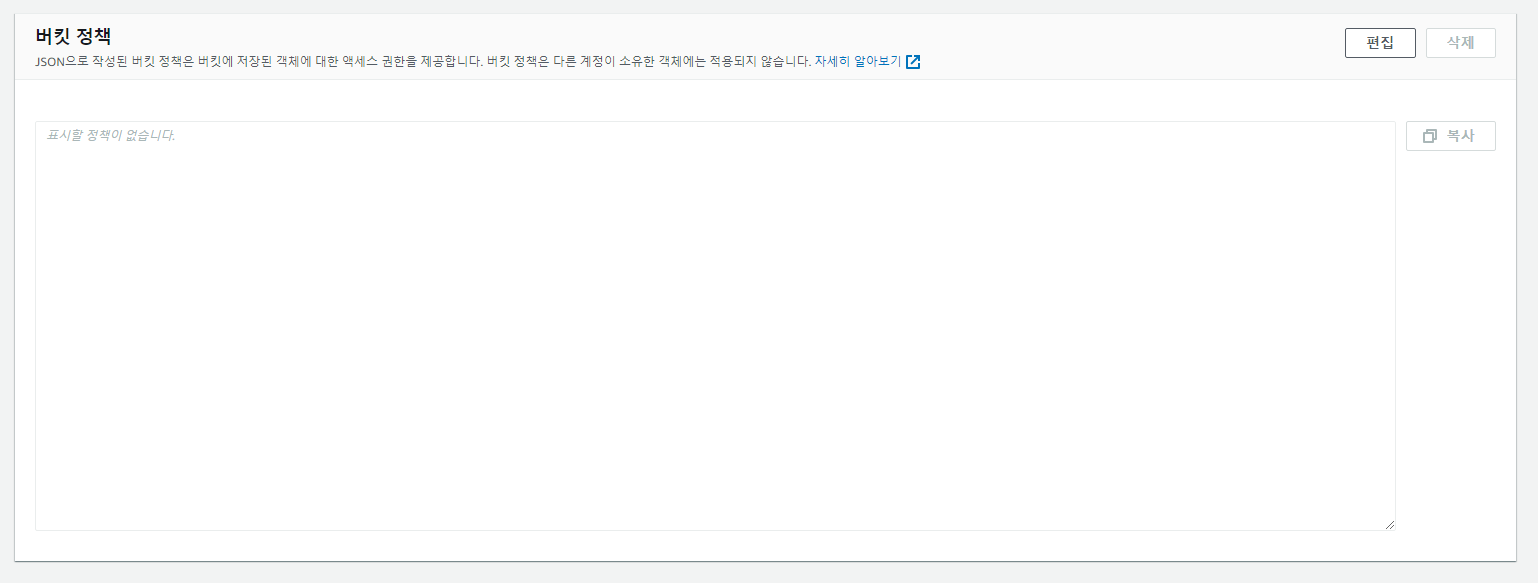 버킷 정책
편집
삭제
JSON으로 작성된 버킷 정책은 버킷에 저장된 객체에 대한 액세스 권한을 제공합니다. 버킷 정책은 다른 계정이 소유한 객체에는 적용되지 않습니다. 자세히 알아보기
표시할 정책이 없습니다.
복사